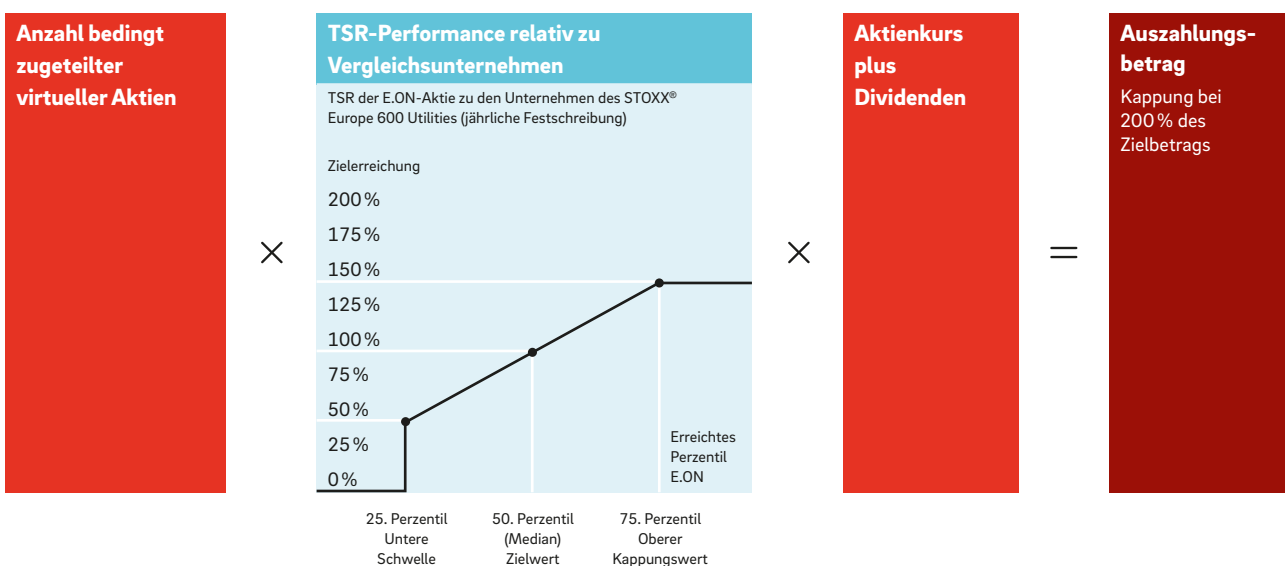 Anzahl bedingt
zugeteilter
virtueller Aktien
×
TSR-Performance relativ zu
Vergleichsunternehmen
TSR der E.ON-Aktie zu den Unternehmen des STOXX®
Europe 600 Utilities (jährliche Festschreibung)
Zielerreichung
200 %
175 %
150 %
125 %
100 %
75 %
50 %
25 %
0 %
Erreichtes
Perzentil
E.ON
25. Perzentil
Untere
Schwelle
50. Perzentil
(Median)
Zielwert
75. Perzentil
Oberer
Kappungswert
×
Aktienkurs
plus
Dividenden
=
Auszahlungs-
betrag
Kappung bei
200 % des
Zielbetrags